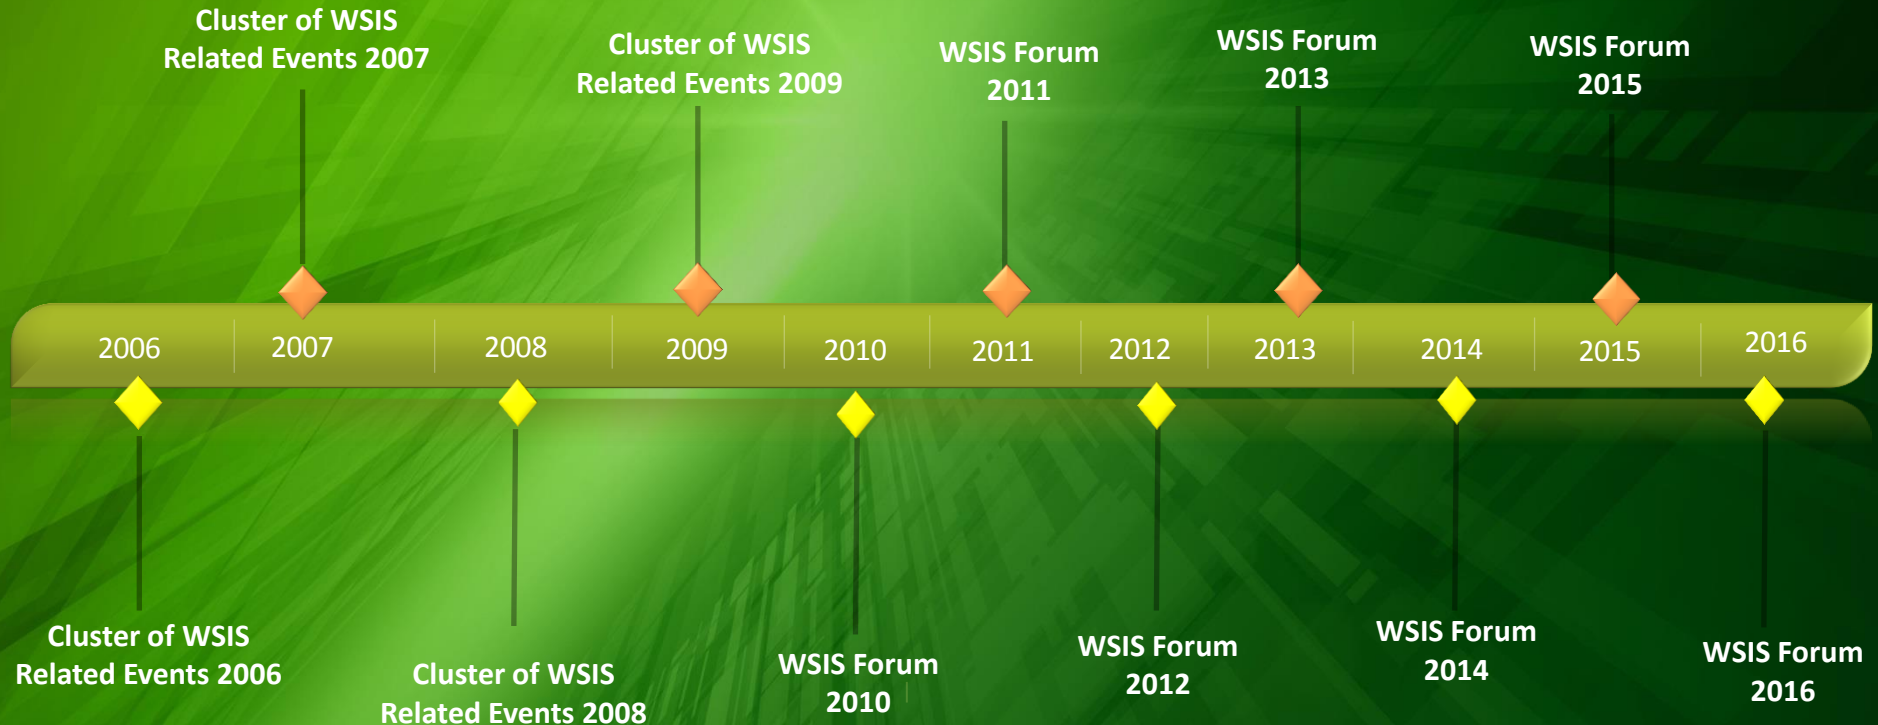 Cluster of WSIS
Related Events 2007
Cluster of WSIS
Related Events 2009
WSIS Forum
2011
WSIS Forum
2013
WSIS Forum
2015
2006
2007
2008
2009
2010
2011
2012
2013
2014
2015
2016
Cluster of WSIS
Related Events 2006
Cluster of WSIS
Related Events 2008
WSIS Forum
2010
WSIS Forum
2012
WSIS Forum
2014
WSIS Forum
2016